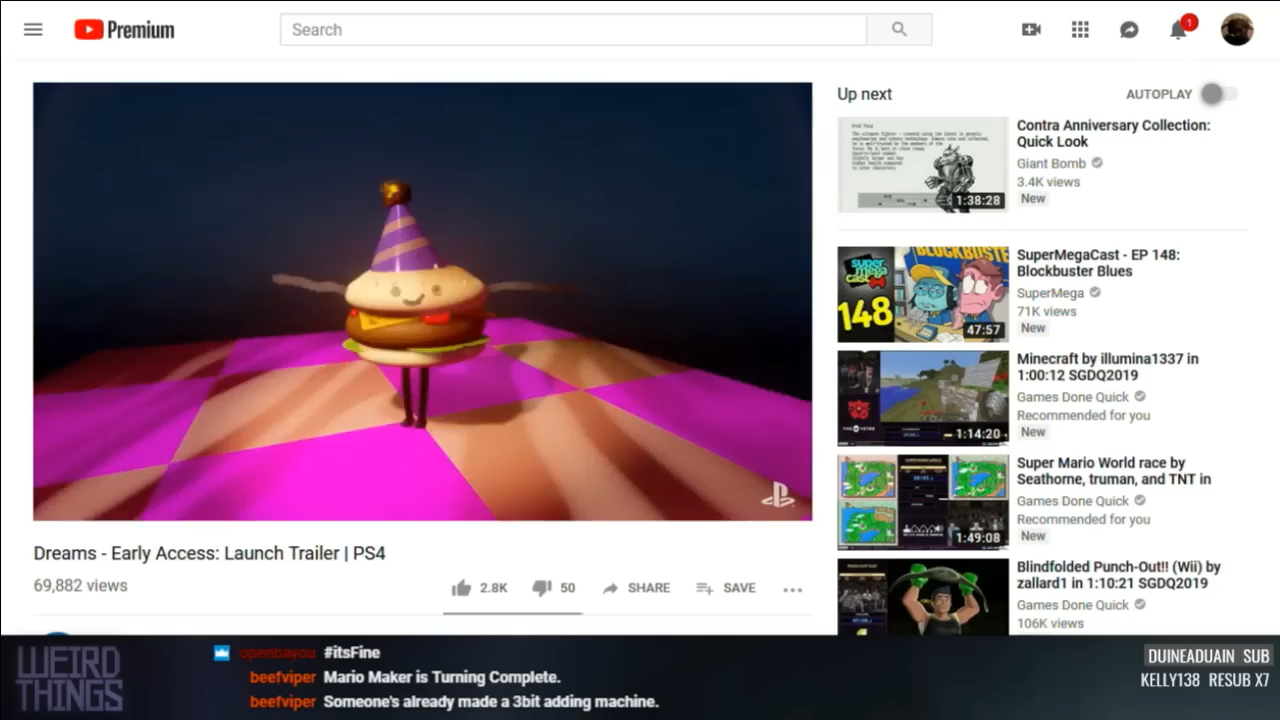 Premium
Search
1
Up next
AUTOPLAY
Contra Anniversary Collection:
Quick Look
Giant Bomb
3.4K views
New
1:38:28
BLOCKBUSTE
super
mega
cast
148
47:57
SuperMegaCast - EP 148:
Blockbuster Blues
SuperMega
71K views
New
Minecraft by illumina1337 in
1:00:12 SGDQ2019
Games Done Quick
Recommended for you
New
1:14:20
Super Mario World race by
Seathorne, truman, and TNT in
Games Done Quick
Recommended for you
New
1:49:08
Blindfolded Punch-Out!! (Wii) by
zallard1 in 1:10:21 SGDQ2019
Games Done Quick
106K views
Dreams - Early Access: Launch Trailer | PS4
69,882 views
2.8K
50
SHARE
SAVE
WEIRD
THINGS
openbayou #itsFine
beefviper Mario Maker is Turning Complete.
beefviper Someone's already made a 3bit adding machine.
DUINEADUAIN SUB
KELLY138 RESUB X7